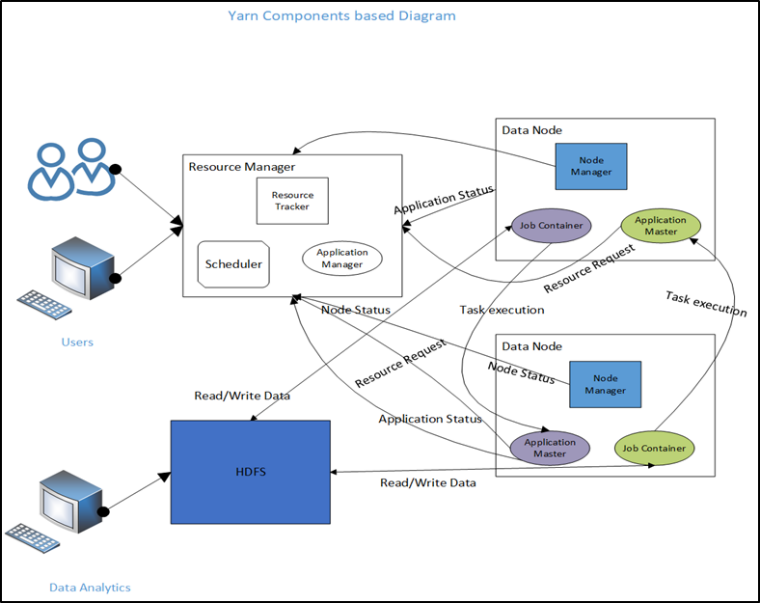 Yarn Components based Diagram
Data Node
Node
Manager
Resource Manager
Resource
Tracker
Application Status
Job Container
Application
Master
Scheduler
Application
Manager
Resource Request
Node Status
Task execution
Task execution
Users
Data Node
Resource Request
Node Status
Node
Manager
Read/Write Data
Application Status
Application
Master
Job Container
HDFS
Read/Write Data
Data Analytics